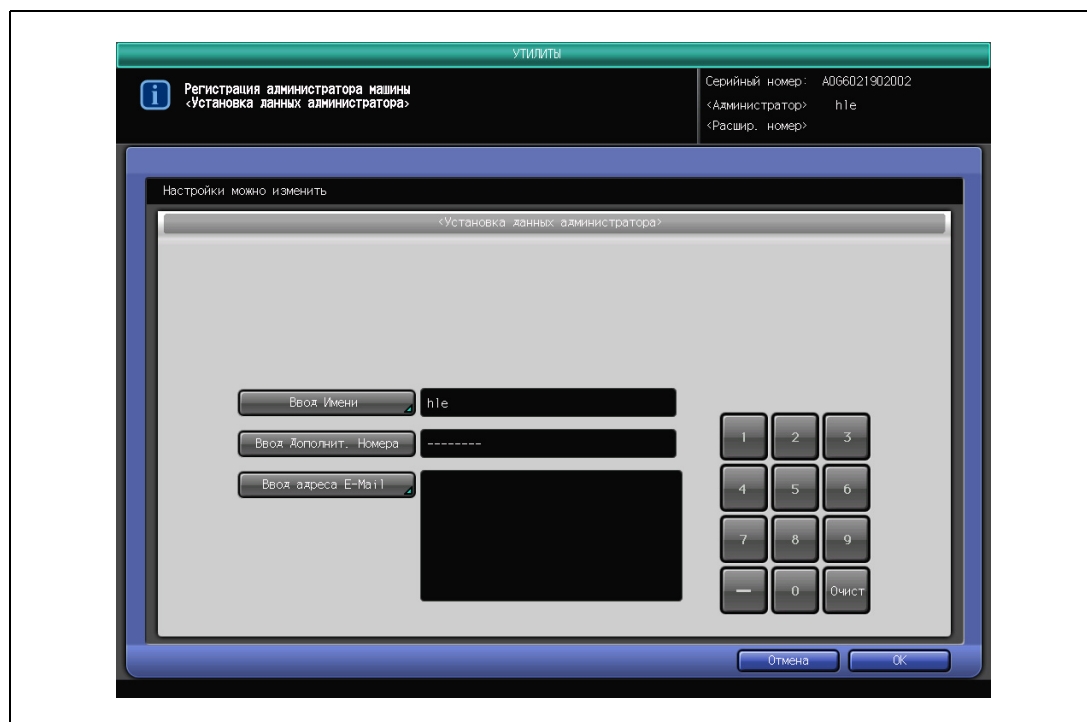 УТИЛИТЫ
Регистрация администратора машины
<Установка данных администратора>
Серийный номер: A0G6021902002
<Администратор> hle
<Расшир. номер>
Настройки можно изменить
<Установка данных администратора>
Ввод Имени hle
Ввод Дополнит. Номера --------
Ввод адреса E-Mail
1 2 3
4 5 6
7 8 9
— 0 Очист
Отмена OK